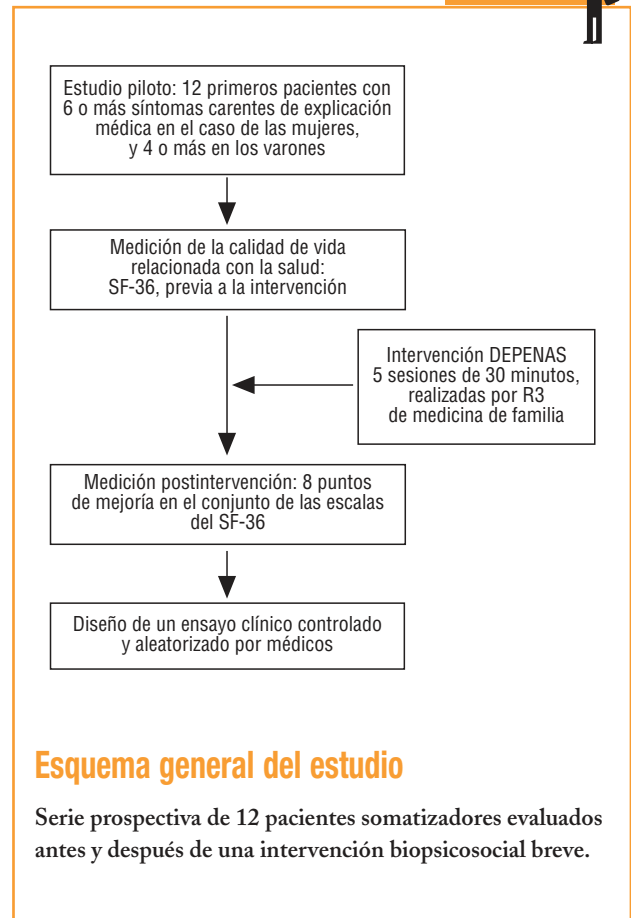 Estudio piloto: 12 primeros pacientes con
6 o más síntomas carentes de explicación
médica en el caso de las mujeres,
y 4 o más en los varones
Medición de la calidad de vida
relacionada con la salud:
SF-36, previa a la intervención
Intervención DEPENAS
5 sesiones de 30 minutos,
realizadas por R3
de medicina de familia
Medición postintervención: 8 puntos
de mejoría en el conjunto de las escalas
del SF-36
Diseño de un ensayo clínico controlado
y aleatorizado por médicos
Esquema general del estudio
Serie prospectiva de 12 pacientes somatizadores evaluados
antes y después de una intervención biopsicosocial breve.